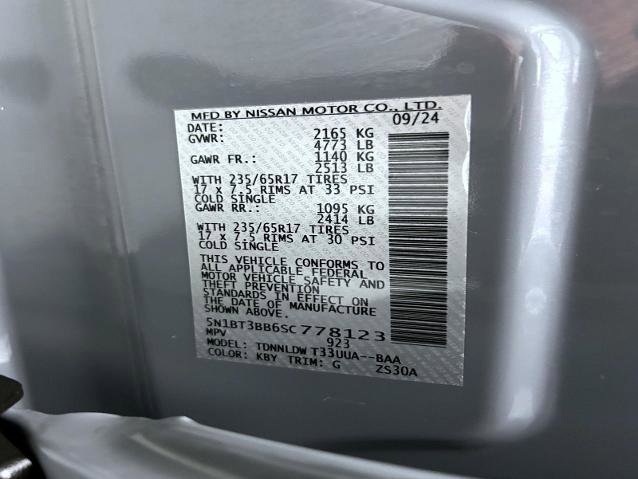 MFD BY NISSAN MOTOR CO., LTD.
DATE: 09/24
GVWR: 2165 KG
4773 LB
GAWR FR.: 1140 KG
2513 LB
WITH 235/65R17 TIRES
17 x 7.5 RIMS AT 33 PSI
COLD SINGLE
GAWR RR.: 1095 KG
2414 LB
WITH 235/65R17 TIRES
17 x 7.5 RIMS AT 30 PSI
COLD SINGLE
THIS VEHICLE CONFORMS TO
ALL APPLICABLE FEDERAL
MOTOR VEHICLE SAFETY AND
THEFT PREVENTION
STANDARDS IN EFFECT ON
THE DATE OF MANUFACTURE
SHOWN ABOVE.
5N1BT3BB6SC778123
MPV 923
MODEL: TDNNLDW T33UUA--BAA
COLOR: KBY TRIM: G ZS30A